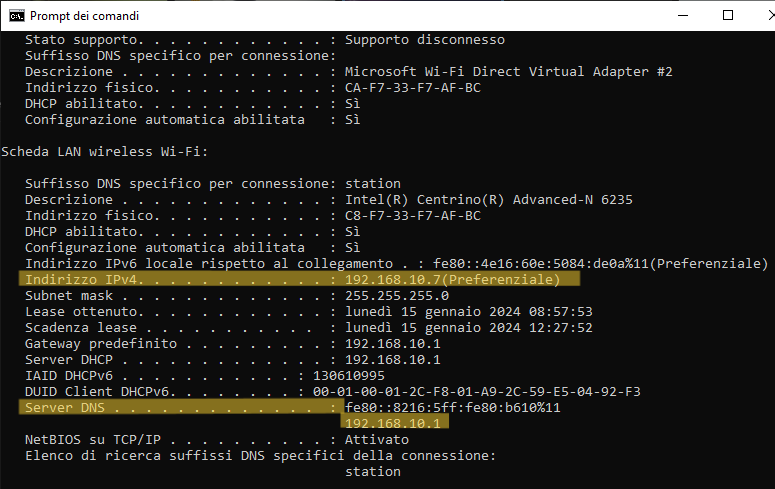 Prompt dei comandi
Stato supporto. . . . . . . . . . . . : Supporto disconnesso
Suffisso DNS specifico per connessione:
Descrizione . . . . . . . . . . . . . : Microsoft Wi-Fi Direct Virtual Adapter #2
Indirizzo fisico. . . . . . . . . . . : CA-F7-33-F7-AF-BC
DHCP abilitato. . . . . . . . . . . . : Sì
Configurazione automatica abilitata   : Sì
Scheda LAN wireless Wi-Fi:
Suffisso DNS specifico per connessione: station
Descrizione . . . . . . . . . . . . . : Intel(R) Centrino(R) Advanced-N 6235
Indirizzo fisico. . . . . . . . . . . : C8-F7-33-F7-AF-BC
DHCP abilitato. . . . . . . . . . . . : Sì
Configurazione automatica abilitata   : Sì
Indirizzo IPv6 locale rispetto al collegamento . : fe80::4e16:60e:5084:de0a%11(Preferenziale)
Indirizzo IPv4. . . . . . . . . . . . : 192.168.10.7(Preferenziale)
Subnet mask . . . . . . . . . . . . . : 255.255.255.0
Lease ottenuto. . . . . . . . . . . . : lunedì 15 gennaio 2024 08:57:53
Scadenza lease . . . . . . . . . . .  : lunedì 15 gennaio 2024 12:27:52
Gateway predefinito . . . . . . . . . : 192.168.10.1
Server DHCP . . . . . . . . . . . . . : 192.168.10.1
IAID DHCPv6 . . . . . . . . . . . : 130610995
DUID Client DHCPv6. . . . . . . . : 00-01-00-01-2C-F8-01-A9-2C-59-E5-04-92-F3
Server DNS . . . . . . . . . . . . .  : fe80::8216:5ff:fe80:b610%11
192.168.10.1
NetBIOS su TCP/IP . . . . . . . . . . : Attivato
Elenco di ricerca suffissi DNS specifici della connessione:
station